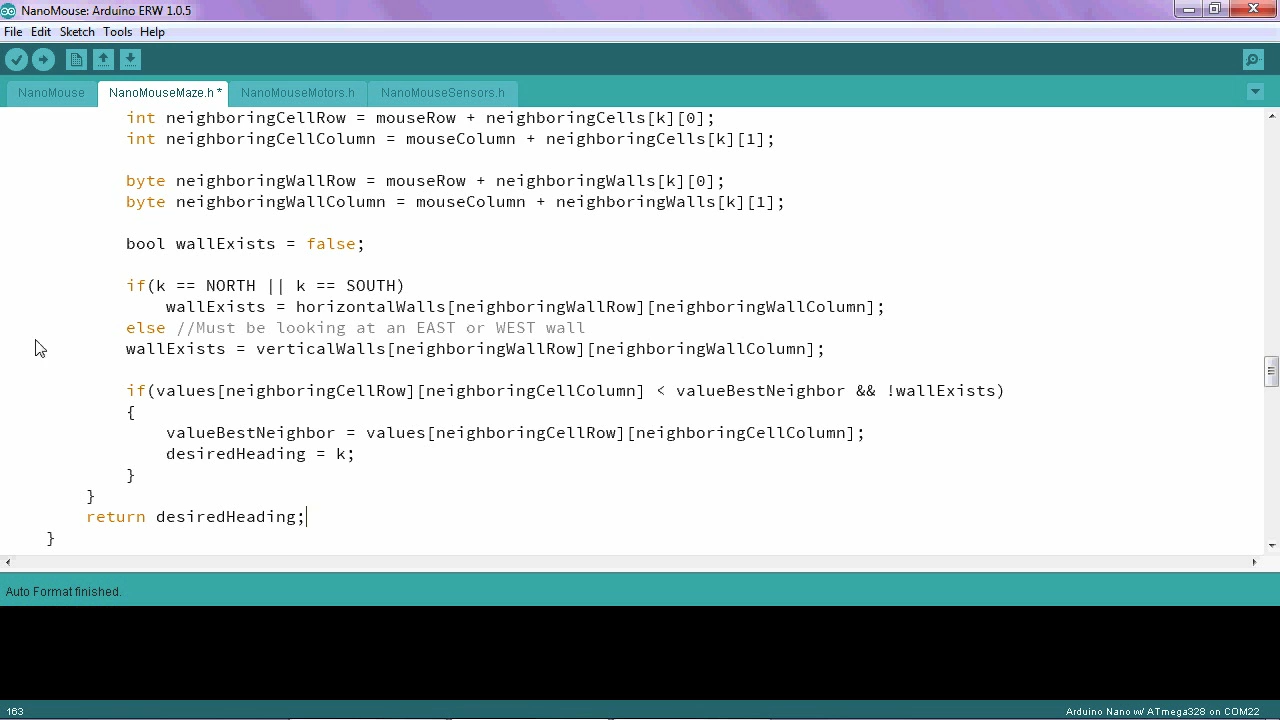 NanoMouse: Arduino ERW 1.0.5
File Edit Sketch Tools Help
NanoMouse NanoMouseMaze.h * NanoMouseMotors.h NanoMouseSensors.h
int neighboringCellRow = mouseRow + neighboringCells[k][0];
int neighboringCellColumn = mouseColumn + neighboringCells[k][1];
byte neighboringWallRow = mouseRow + neighboringWalls[k][0];
byte neighboringWallColumn = mouseColumn + neighboringWalls[k][1];
bool wallExists = false;
if(k == NORTH || k == SOUTH)
wallExists = horizontalWalls[neighboringWallRow][neighboringWallColumn];
else //Must be looking at an EAST or WEST wall
wallExists = verticalWalls[neighboringWallRow][neighboringWallColumn];
if(values[neighboringCellRow][neighboringCellColumn] < valueBestNeighbor && !wallExists)
{
valueBestNeighbor = values[neighboringCellRow][neighboringCellColumn];
desiredHeading = k;
}
}
return desiredHeading;
}
Auto Format finished.
163 Arduino Nano w/ ATmega328 on COM22